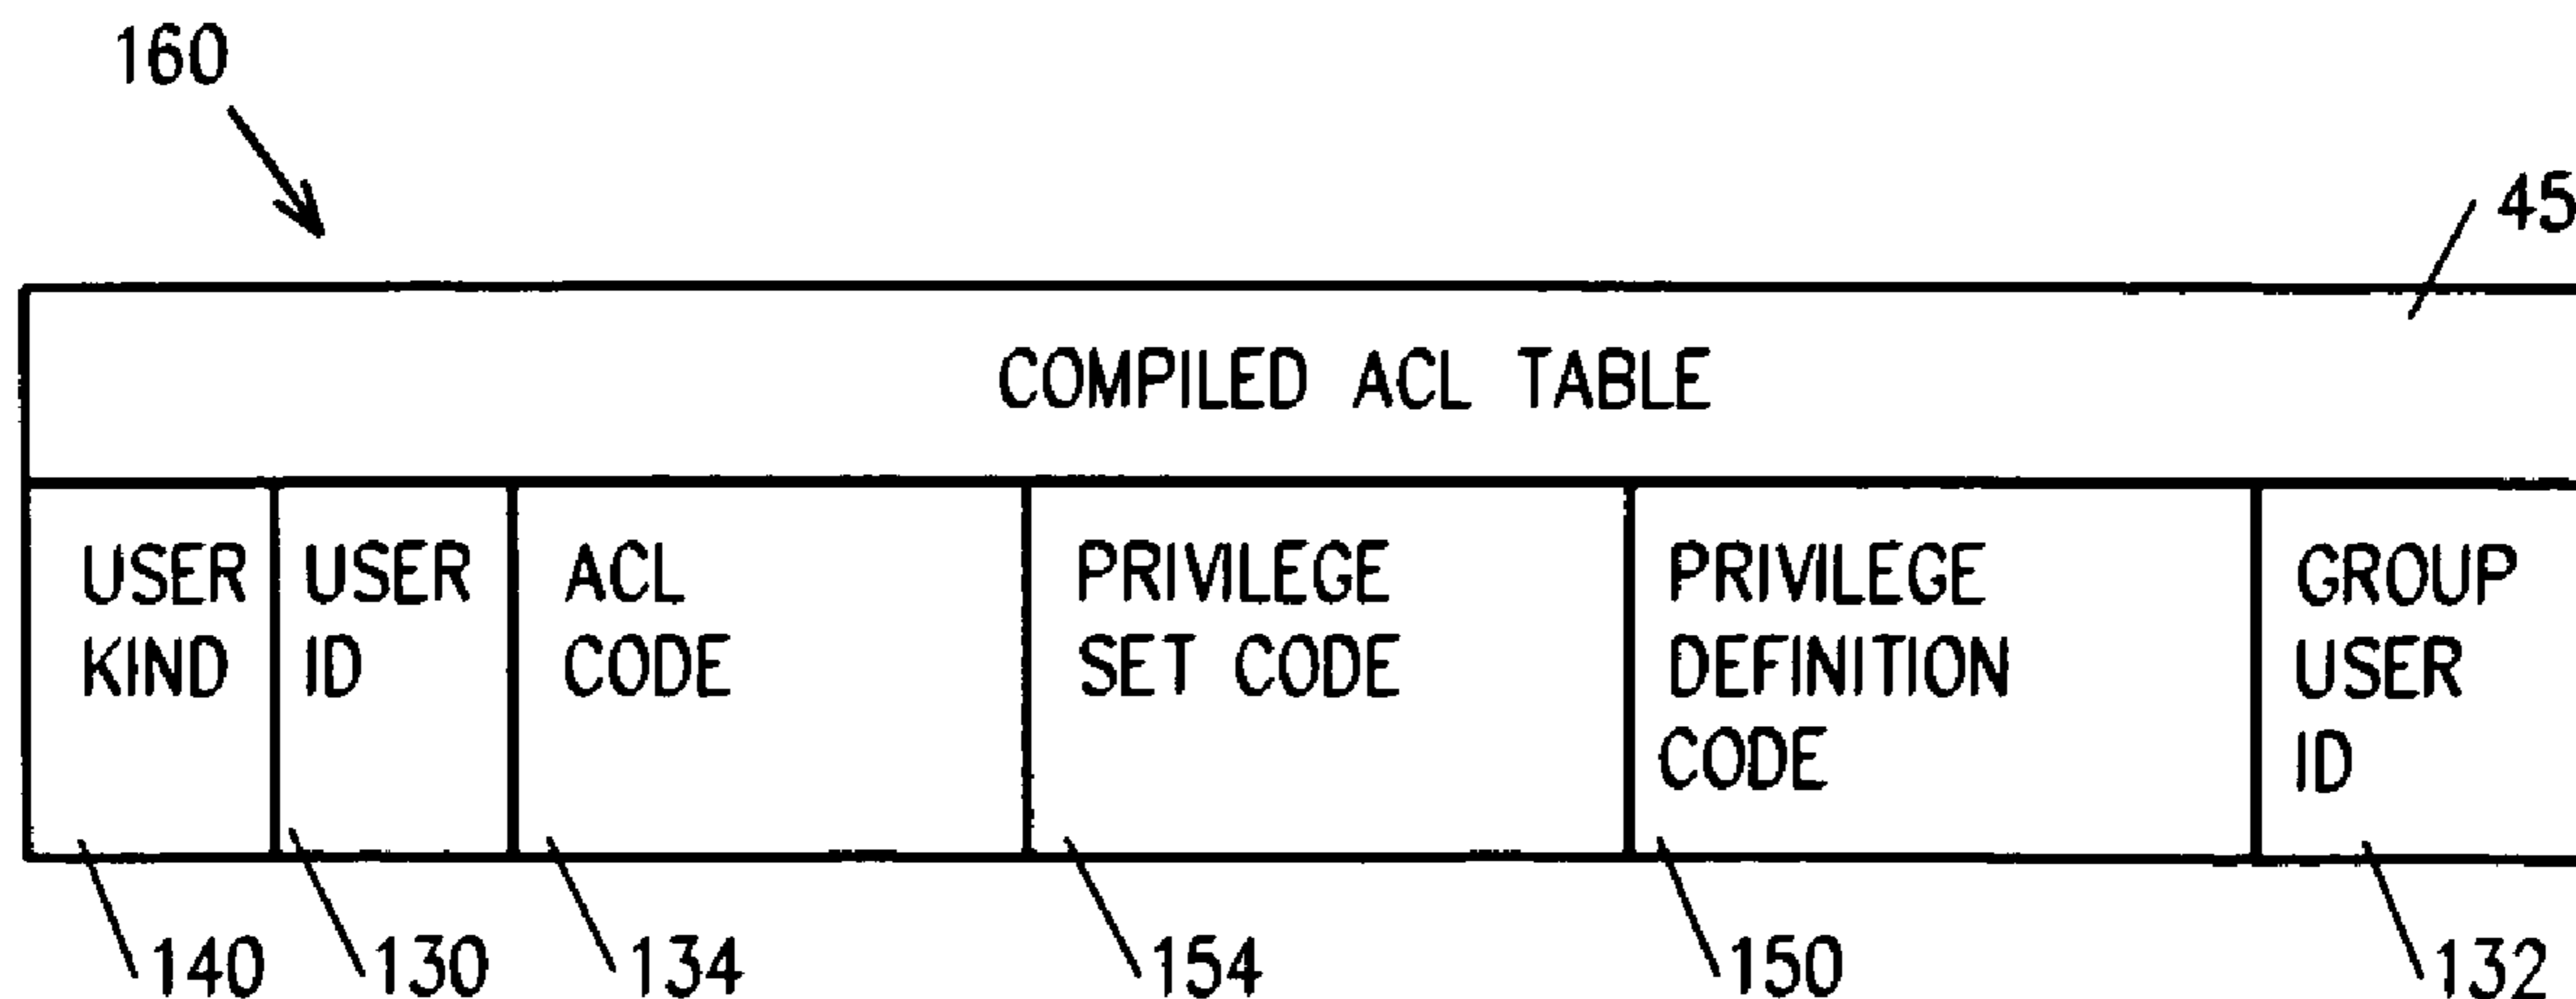 160
45
COMPILED ACL TABLE
USER KIND
USER ID
ACL CODE
PRIVILEGE SET CODE
PRIVILEGE DEFINITION CODE
GROUP USER ID
140
130
134
154
150
132